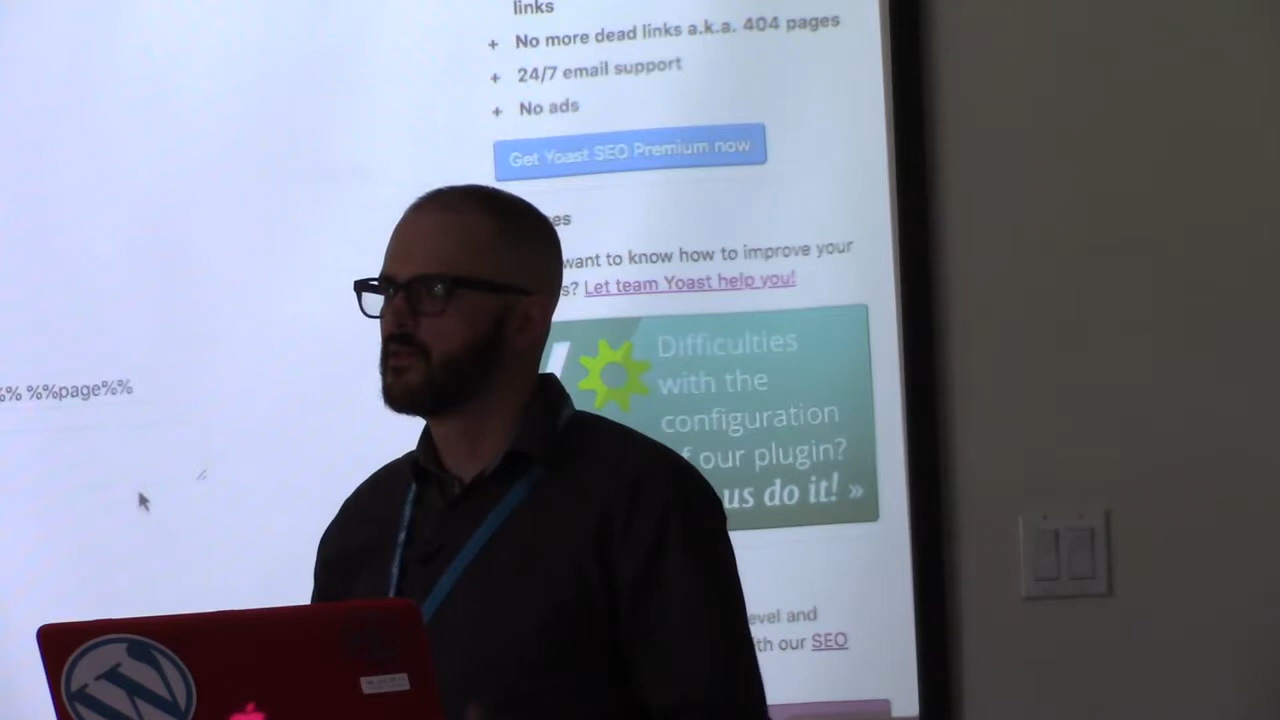 links
+ No more dead links a.k.a. 404 pages
+ 24/7 email support
+ No ads
Get Yoast SEO Premium now
es
want to know how to improve your
s? Let team Yoast help you!
Difficulties
with the
configuration
f our plugin?
us do it! »
%% %%page%%
evel and
th our SEO
W